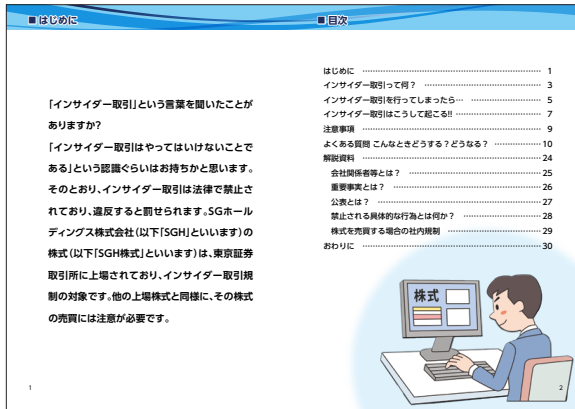 ■はじめに
「インサイダー取引」という言葉を聞いたことが
ありますか？
「インサイダー取引はやってはいけないことで
ある」という認識ぐらいはお持ちかと思います。
そのとおり、インサイダー取引は法律で禁止さ
れており、違反すると罰せられます。SGホール
ディングス株式会社（以下「SGH」といいます）の
株式（以下「SGH株式」といいます）は、東京証券
取引所に上場されており、インサイダー取引規
制の対象です。他の上場株式と同様に、その株式
の売買には注意が必要です。
1
■目次
はじめに ………………………………………… 1
インサイダー取引って何？ ………………………………… 3
インサイダー取引を行ってしまったら… ………………………… 5
インサイダー取引はこうして起こる!! ………………………… 7
注意事項 ………………………………………… 9
よくある質問 こんなときどうする？どうなる？ ………………… 10
解説資料 ………………………………………… 24
会社関係者等とは？ ………………………………… 25
重要事実とは？ ………………………………… 26
公表とは？ ………………………………… 27
禁止される具体的な行為とは何か？ ………………………… 28
株式を売買する場合の社内規制 ………………………… 29
おわりに ………………………………………… 30
株式
2